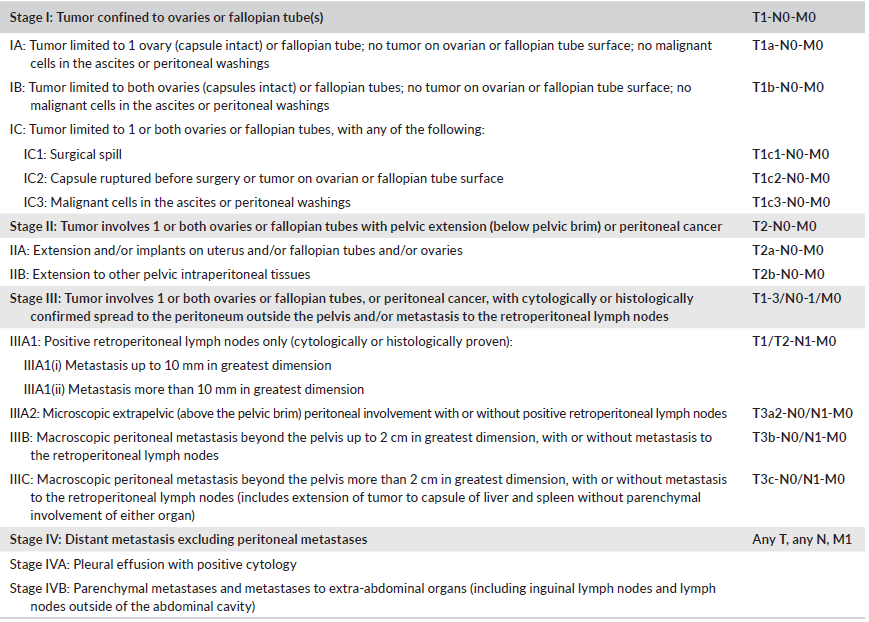 Stage I: Tumor confined to ovaries or fallopian tube(s) T1-N0-M0
IA: Tumor limited to 1 ovary (capsule intact) or fallopian tube; no tumor on ovarian or fallopian tube surface; no malignant T1a-N0-M0
cells in the ascites or peritoneal washings
IB: Tumor limited to both ovaries (capsules intact) or fallopian tubes; no tumor on ovarian or fallopian tube surface; no T1b-N0-M0
malignant cells in the ascites or peritoneal washings
IC: Tumor limited to 1 or both ovaries or fallopian tubes, with any of the following:
IC1: Surgical spill T1c1-N0-M0
IC2: Capsule ruptured before surgery or tumor on ovarian or fallopian tube surface T1c2-N0-M0
IC3: Malignant cells in the ascites or peritoneal washings T1c3-N0-M0
Stage II: Tumor involves 1 or both ovaries or fallopian tubes with pelvic extension (below pelvic brim) or peritoneal cancer T2-N0-M0
IIA: Extension and/or implants on uterus and/or fallopian tubes and/or ovaries T2a-N0-M0
IIB: Extension to other pelvic intraperitoneal tissues T2b-N0-M0
Stage III: Tumor involves 1 or both ovaries or fallopian tubes, or peritoneal cancer, with cytologically or histologically T1-3/N0-1/M0
confirmed spread to the peritoneum outside the pelvis and/or metastasis to the retroperitoneal lymph nodes
IIIA1: Positive retroperitoneal lymph nodes only (cytologically or histologically proven): T1/T2-N1-M0
IIIA1(i) Metastasis up to 10 mm in greatest dimension
IIIA1(ii) Metastasis more than 10 mm in greatest dimension
IIIA2: Microscopic extrapelvic (above the pelvic brim) peritoneal involvement with or without positive retroperitoneal lymph nodes T3a2-N0/N1-M0
IIIB: Macroscopic peritoneal metastasis beyond the pelvis up to 2 cm in greatest dimension, with or without metastasis to T3b-N0/N1-M0
the retroperitoneal lymph nodes
IIIC: Macroscopic peritoneal metastasis beyond the pelvis more than 2 cm in greatest dimension, with or without metastasis T3c-N0/N1-M0
to the retroperitoneal lymph nodes (includes extension of tumor to capsule of liver and spleen without parenchymal
involvement of either organ)
Stage IV: Distant metastasis excluding peritoneal metastases Any T, any N, M1
Stage IVA: Pleural effusion with positive cytology
Stage IVB: Parenchymal metastases and metastases to extra-abdominal organs (including inguinal lymph nodes and lymph
nodes outside of the abdominal cavity)